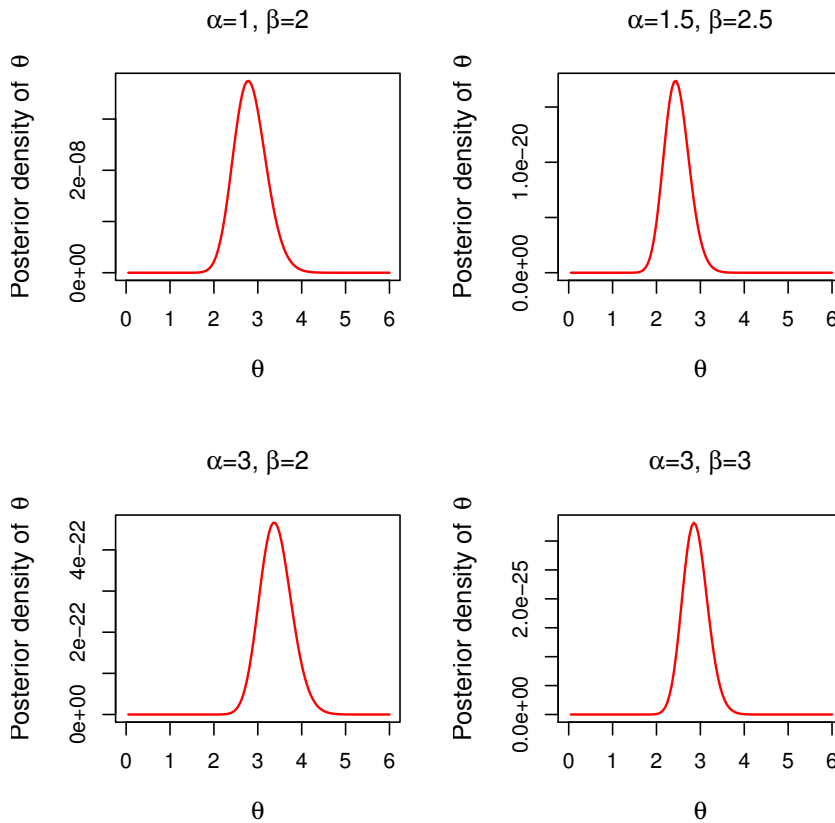 α=1, β=2
Posterior density of θ
0e+00
2e−08
0 1 2 3 4 5 6
θ
α=1.5, β=2.5
Posterior density of θ
0.0e+00
1.0e−20
0 1 2 3 4 5 6
θ
α=3, β=2
Posterior density of θ
0e+00
2e−22
4e−22
0 1 2 3 4 5 6
θ
α=3, β=3
Posterior density of θ
0.0e+00
2.0e−25
0 1 2 3 4 5 6
θ